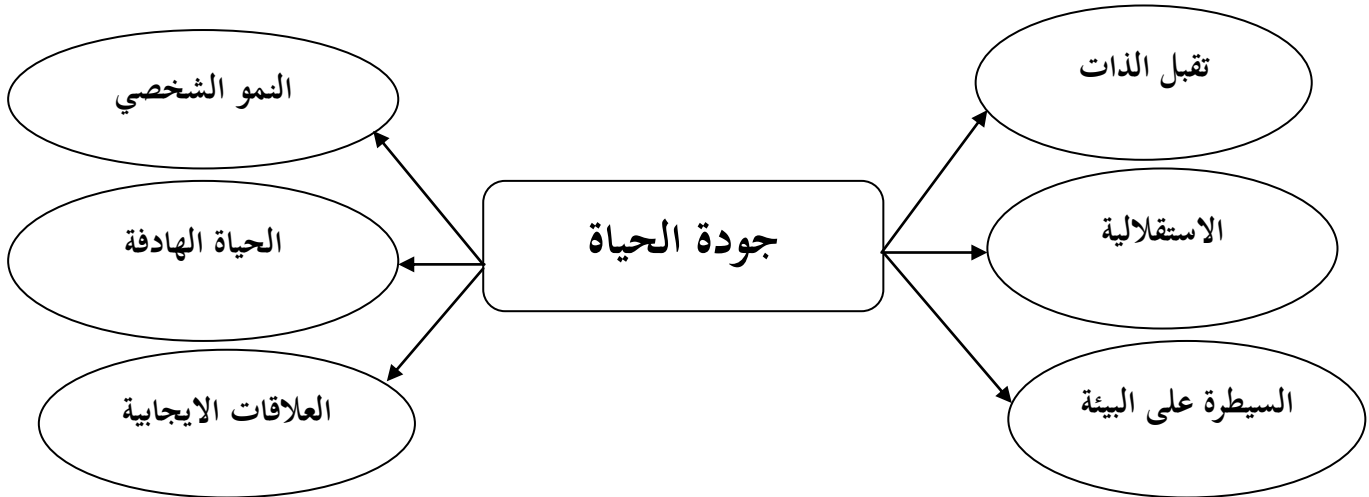 تقبل الذات
النمو الشخصي
جودة الحياة
الاستقلالية
الحياة الهادفة
السيطرة على البيئة
العلاقات الايجابية